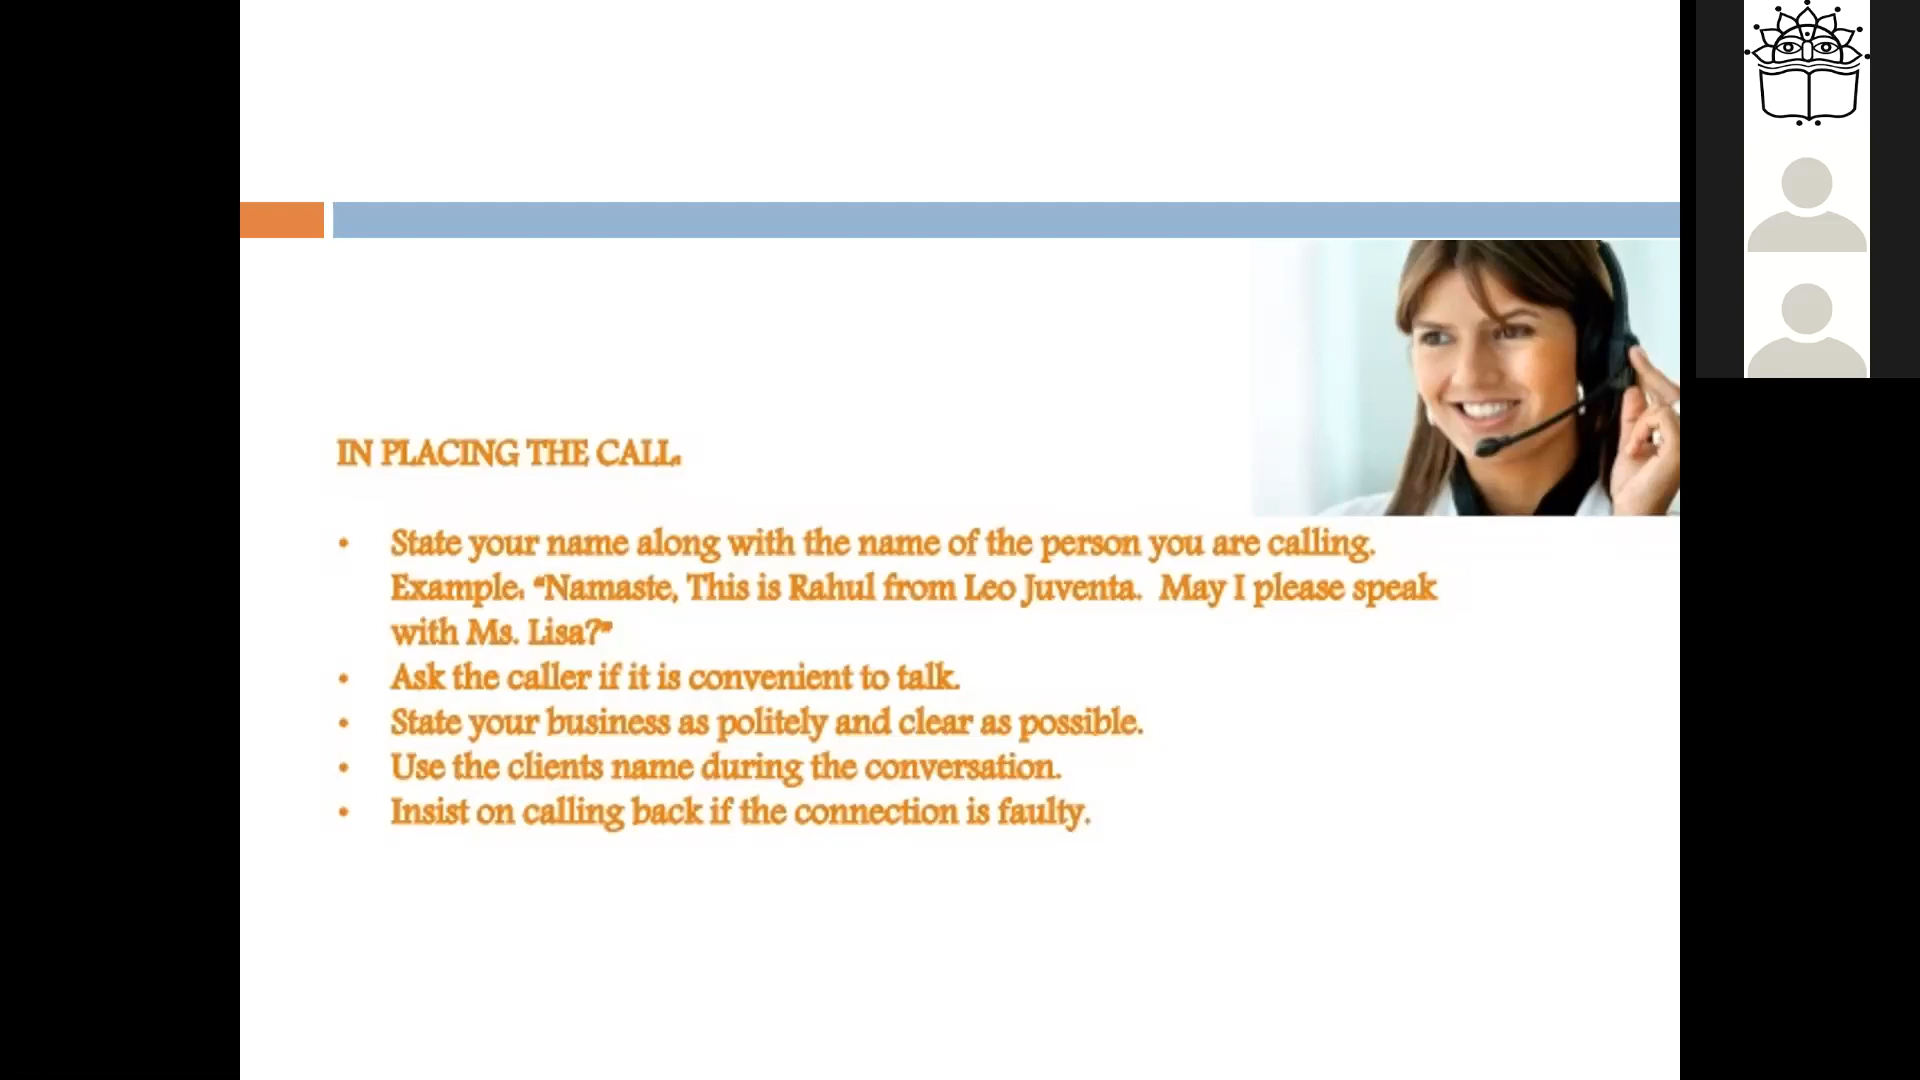 IN PLACING THE CALL:
• State your name along with the name of the person you are calling.
Example: “Namaste, This is Rahul from Leo Juventa. May I please speak
with Ms. Lisa?”
• Ask the caller if it is convenient to talk.
• State your business as politely and clear as possible.
• Use the clients name during the conversation.
• Insist on calling back if the connection is faulty.